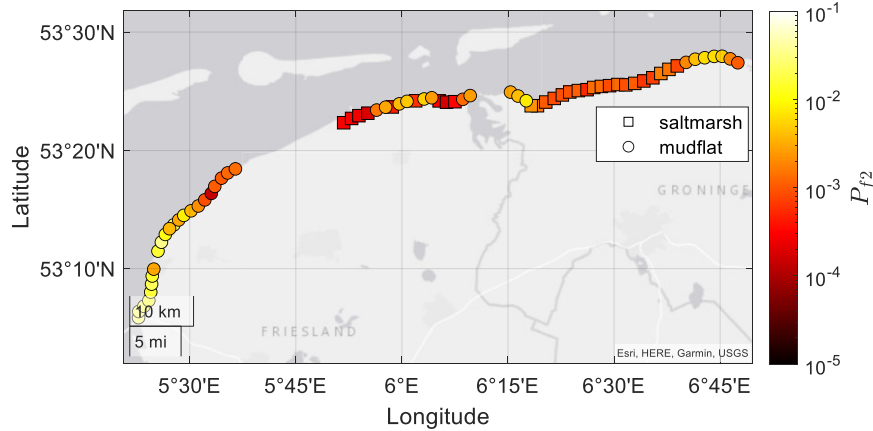 53°30'N
53°20'N
53°10'N
Latitude
saltmarsh
mudflat
GRONINGE
FRIESLAND
10 km
5 mi
Esri, HERE, Garmin, USGS
5°30'E 5°45'E 6°E 6°15'E 6°30'E 6°45'E
Longitude
10^-1
10^-2
10^-3
10^-4
10^-5
P_f2